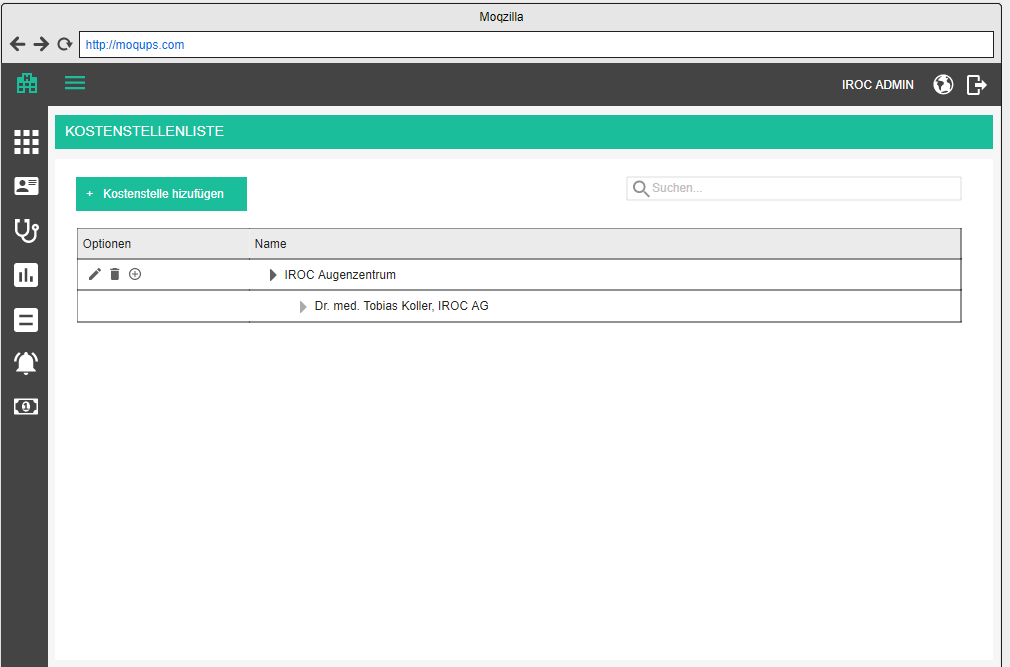 Moqzilla
http://moqups.com
IROC ADMIN
KOSTENSTELLENLISTE
+ Kostenstelle hinzufügen
Suchen...
Optionen Name
IROC Augenzentrum
Dr. med. Tobias Koller, IROC AG